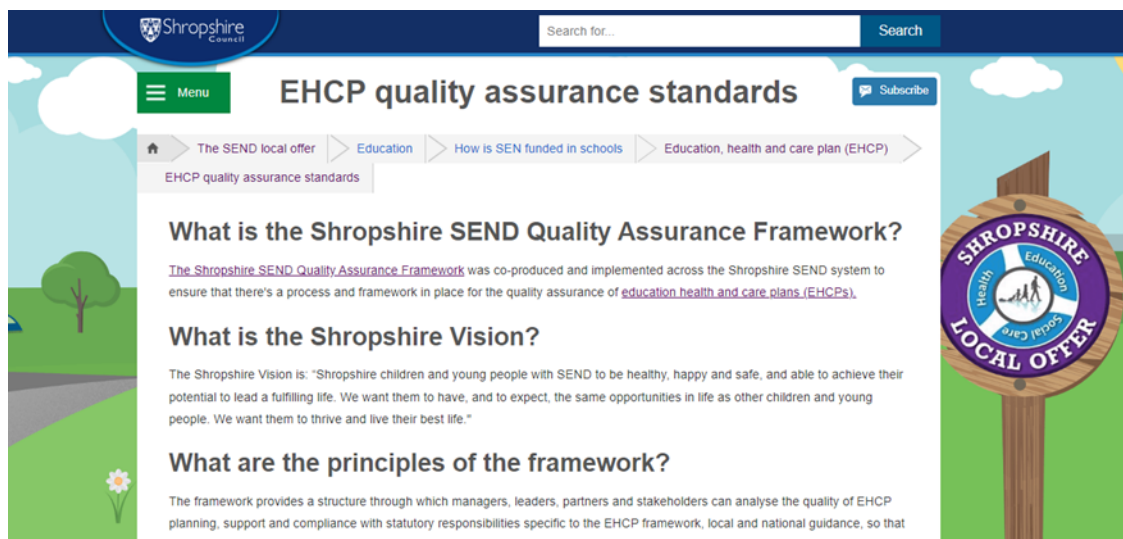 Shropshire
Council
Search for...
Search
Menu
EHCP quality assurance standards
Subscribe
The SEND local offer
Education
How is SEN funded in schools
Education, health and care plan (EHCP)
EHCP quality assurance standards
What is the Shropshire SEND Quality Assurance Framework?
The Shropshire SEND Quality Assurance Framework was co-produced and implemented across the Shropshire SEND system to
ensure that there's a process and framework in place for the quality assurance of education health and care plans (EHCPs).
What is the Shropshire Vision?
The Shropshire Vision is: "Shropshire children and young people with SEND to be healthy, happy and safe, and able to achieve their
potential to lead a fulfilling life. We want them to have, and to expect, the same opportunities in life as other children and young
people. We want them to thrive and live their best life."
What are the principles of the framework?
The framework provides a structure through which managers, leaders, partners and stakeholders can analyse the quality of EHCP
planning, support and compliance with statutory responsibilities specific to the EHCP framework, local and national guidance, so that
SHROPSHIRE
Health
Education
Social Care
LOCAL OFFER